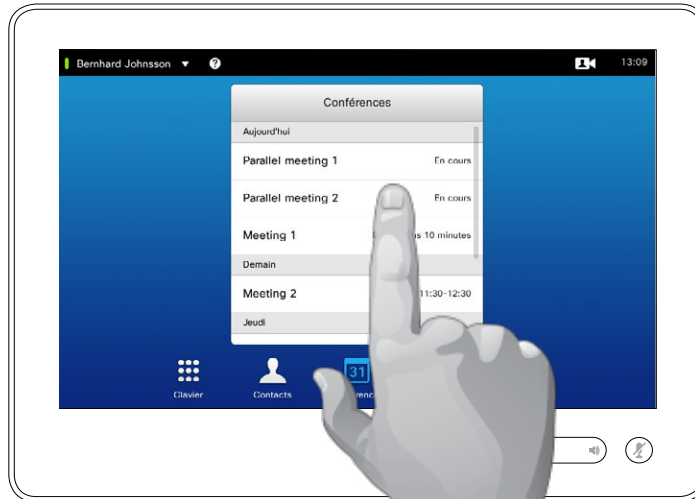 Bernhard Johnsson ? 13:09
Conférences
Aujourd'hui
Parallel meeting 1 En cours
Parallel meeting 2 En cours
Meeting 1 10 minutes
Demain
Meeting 2 11:30-12:30
Jeudi
31
Clavier Contacts